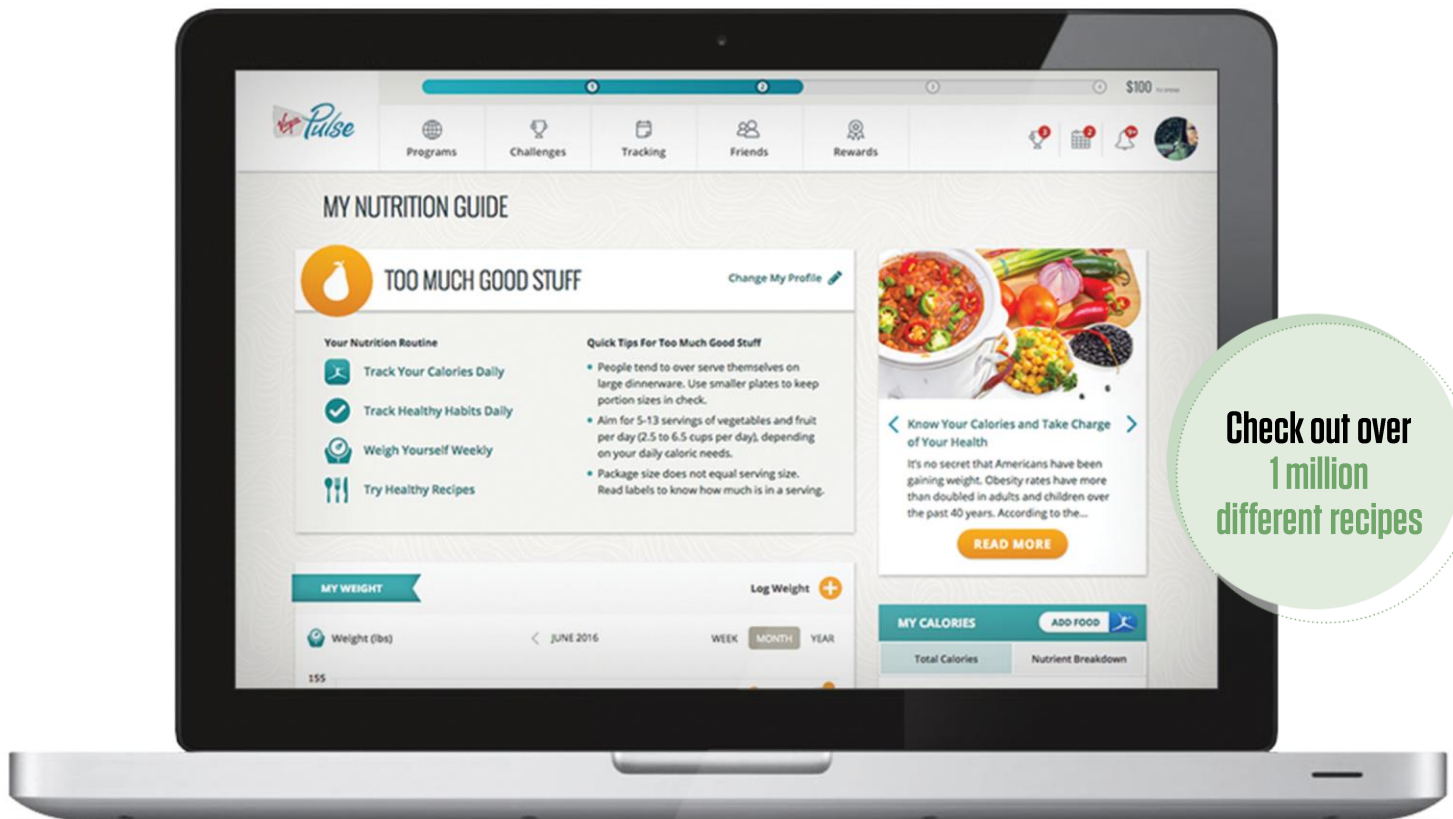 1
2
3
4
$100
Virgin Pulse
Programs
Challenges
Tracking
Friends
Rewards
3
2
9+
MY NUTRITION GUIDE
TOO MUCH GOOD STUFF
Change My Profile
Your Nutrition Routine
Track Your Calories Daily
Track Healthy Habits Daily
Weigh Yourself Weekly
Try Healthy Recipes
Quick Tips For Too Much Good Stuff
• People tend to over serve themselves on
large dinnerware. Use smaller plates to keep
portion sizes in check.
• Aim for 5-13 servings of vegetables and fruit
per day (2.5 to 6.5 cups per day), depending
on your daily caloric needs.
• Package size does not equal serving size.
Read labels to know how much is in a serving.
Know Your Calories and Take Charge
of Your Health
It's no secret that Americans have been
gaining weight. Obesity rates have more
than doubled in adults and children over
the past 40 years. According to the...
READ MORE
MY WEIGHT
Log Weight
Weight (lbs)
JUNE 2016
WEEK
MONTH
YEAR
155
MY CALORIES
ADD FOOD
Total Calories
Nutrient Breakdown
Check out over
1 million
different recipes